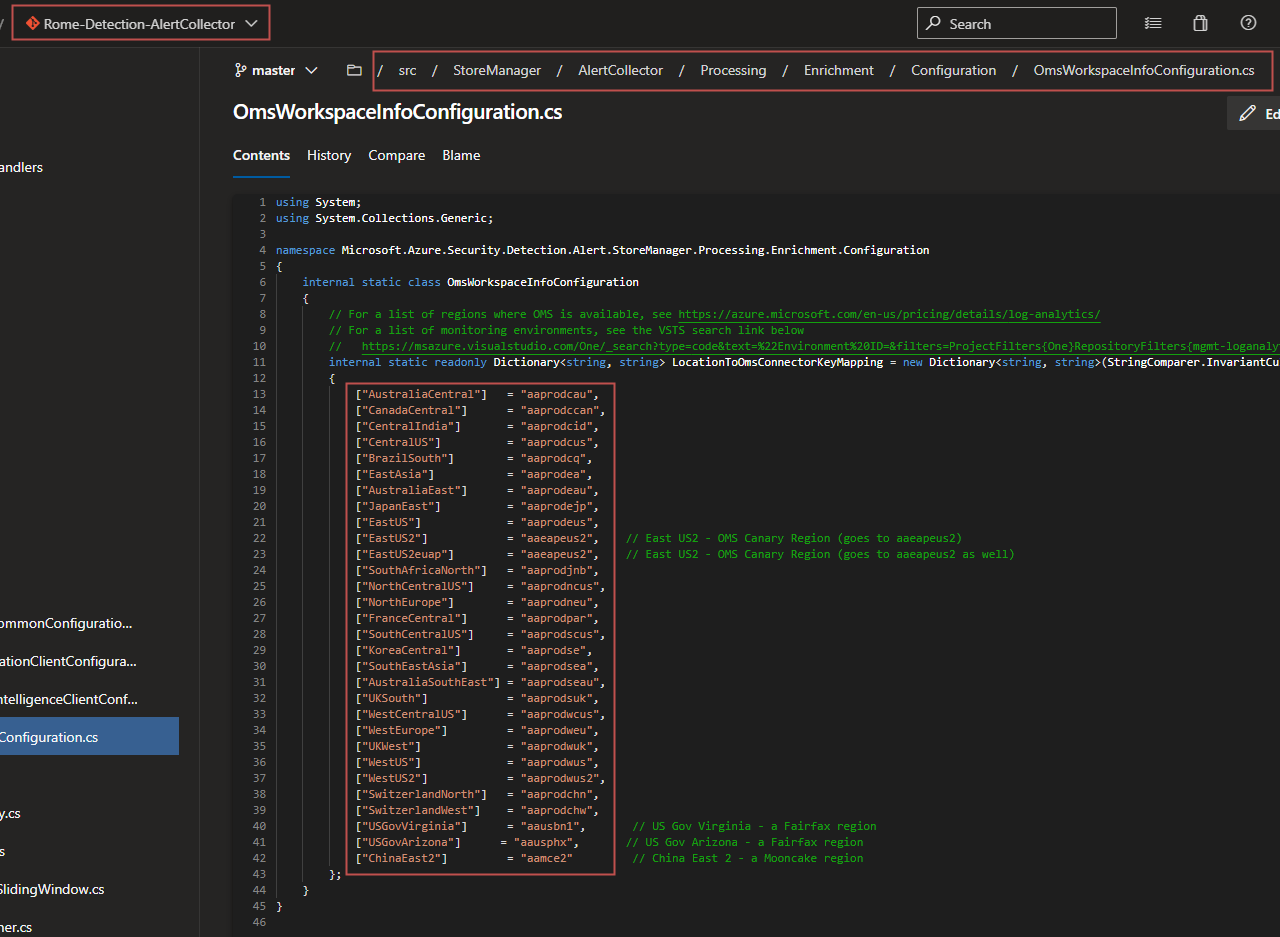 / Rome-Detection-AlertCollector
Search
master / src / StoreManager / AlertCollector / Processing / Enrichment / Configuration / OmsWorkspaceInfoConfiguration.cs
OmsWorkspaceInfoConfiguration.cs
Ed
Contents History Compare Blame
andlers
ommonConfiguratio...
ationClientConfigura...
ntelligenceClientConf...
Configuration.cs
y.cs
s
SlidingWindow.cs
ner.cs
1 using System;
2 using System.Collections.Generic;
3
4 namespace Microsoft.Azure.Security.Detection.Alert.StoreManager.Processing.Enrichment.Configuration
5 {
6 internal static class OmsWorkspaceInfoConfiguration
7 {
8 // For a list of regions where OMS is available, see https://azure.microsoft.com/en-us/pricing/details/log-analytics/
9 // For a list of monitoring environments, see the VSTS search link below
10 // https://msazure.visualstudio.com/One/_search?type=code&text=%22Environment%20ID=&filters=ProjectFilters{One}RepositoryFilters{mgmt-loganalyt
11 internal static readonly Dictionary<string, string> LocationToOmsConnectorKeyMapping = new Dictionary<string, string>(StringComparer.InvariantCu
12 {
13 ["AustraliaCentral"] = "aaprodcau",
14 ["CanadaCentral"] = "aaprodccan",
15 ["CentralIndia"] = "aaprodcid",
16 ["CentralUS"] = "aaprodcus",
17 ["BrazilSouth"] = "aaprodcq",
18 ["EastAsia"] = "aaprodea",
19 ["AustraliaEast"] = "aaprodeau",
20 ["JapanEast"] = "aaprodejp",
21 ["EastUS"] = "aaprodeus",
22 ["EastUS2"] = "aaeapeus2", // East US2 - OMS Canary Region (goes to aaeapeus2)
23 ["EastUS2euap"] = "aaeapeus2", // East US2 - OMS Canary Region (goes to aaeapeus2 as well)
24 ["SouthAfricaNorth"] = "aaprodjnb",
25 ["NorthCentralUS"] = "aaprodncus",
26 ["NorthEurope"] = "aaprodneu",
27 ["FranceCentral"] = "aaprodpar",
28 ["SouthCentralUS"] = "aaprodscus",
29 ["KoreaCentral"] = "aaprodse",
30 ["SouthEastAsia"] = "aaprodsea",
31 ["AustraliaSouthEast"] = "aaprodseau",
32 ["UKSouth"] = "aaprodsuk",
33 ["WestCentralUS"] = "aaprodwcus",
34 ["WestEurope"] = "aaprodweu",
35 ["UKWest"] = "aaprodwuk",
36 ["WestUS"] = "aaprodwus",
37 ["WestUS2"] = "aaprodwus2",
38 ["SwitzerlandNorth"] = "aaprodchn",
39 ["SwitzerlandWest"] = "aaprodchw",
40 ["USGovVirginia"] = "aausbn1", // US Gov Virginia - a Fairfax region
41 ["USGovArizona"] = "aausphx", // US Gov Arizona - a Fairfax region
42 ["ChinaEast2"] = "aamce2" // China East 2 - a Mooncake region
43 };
44 }
45 }
46